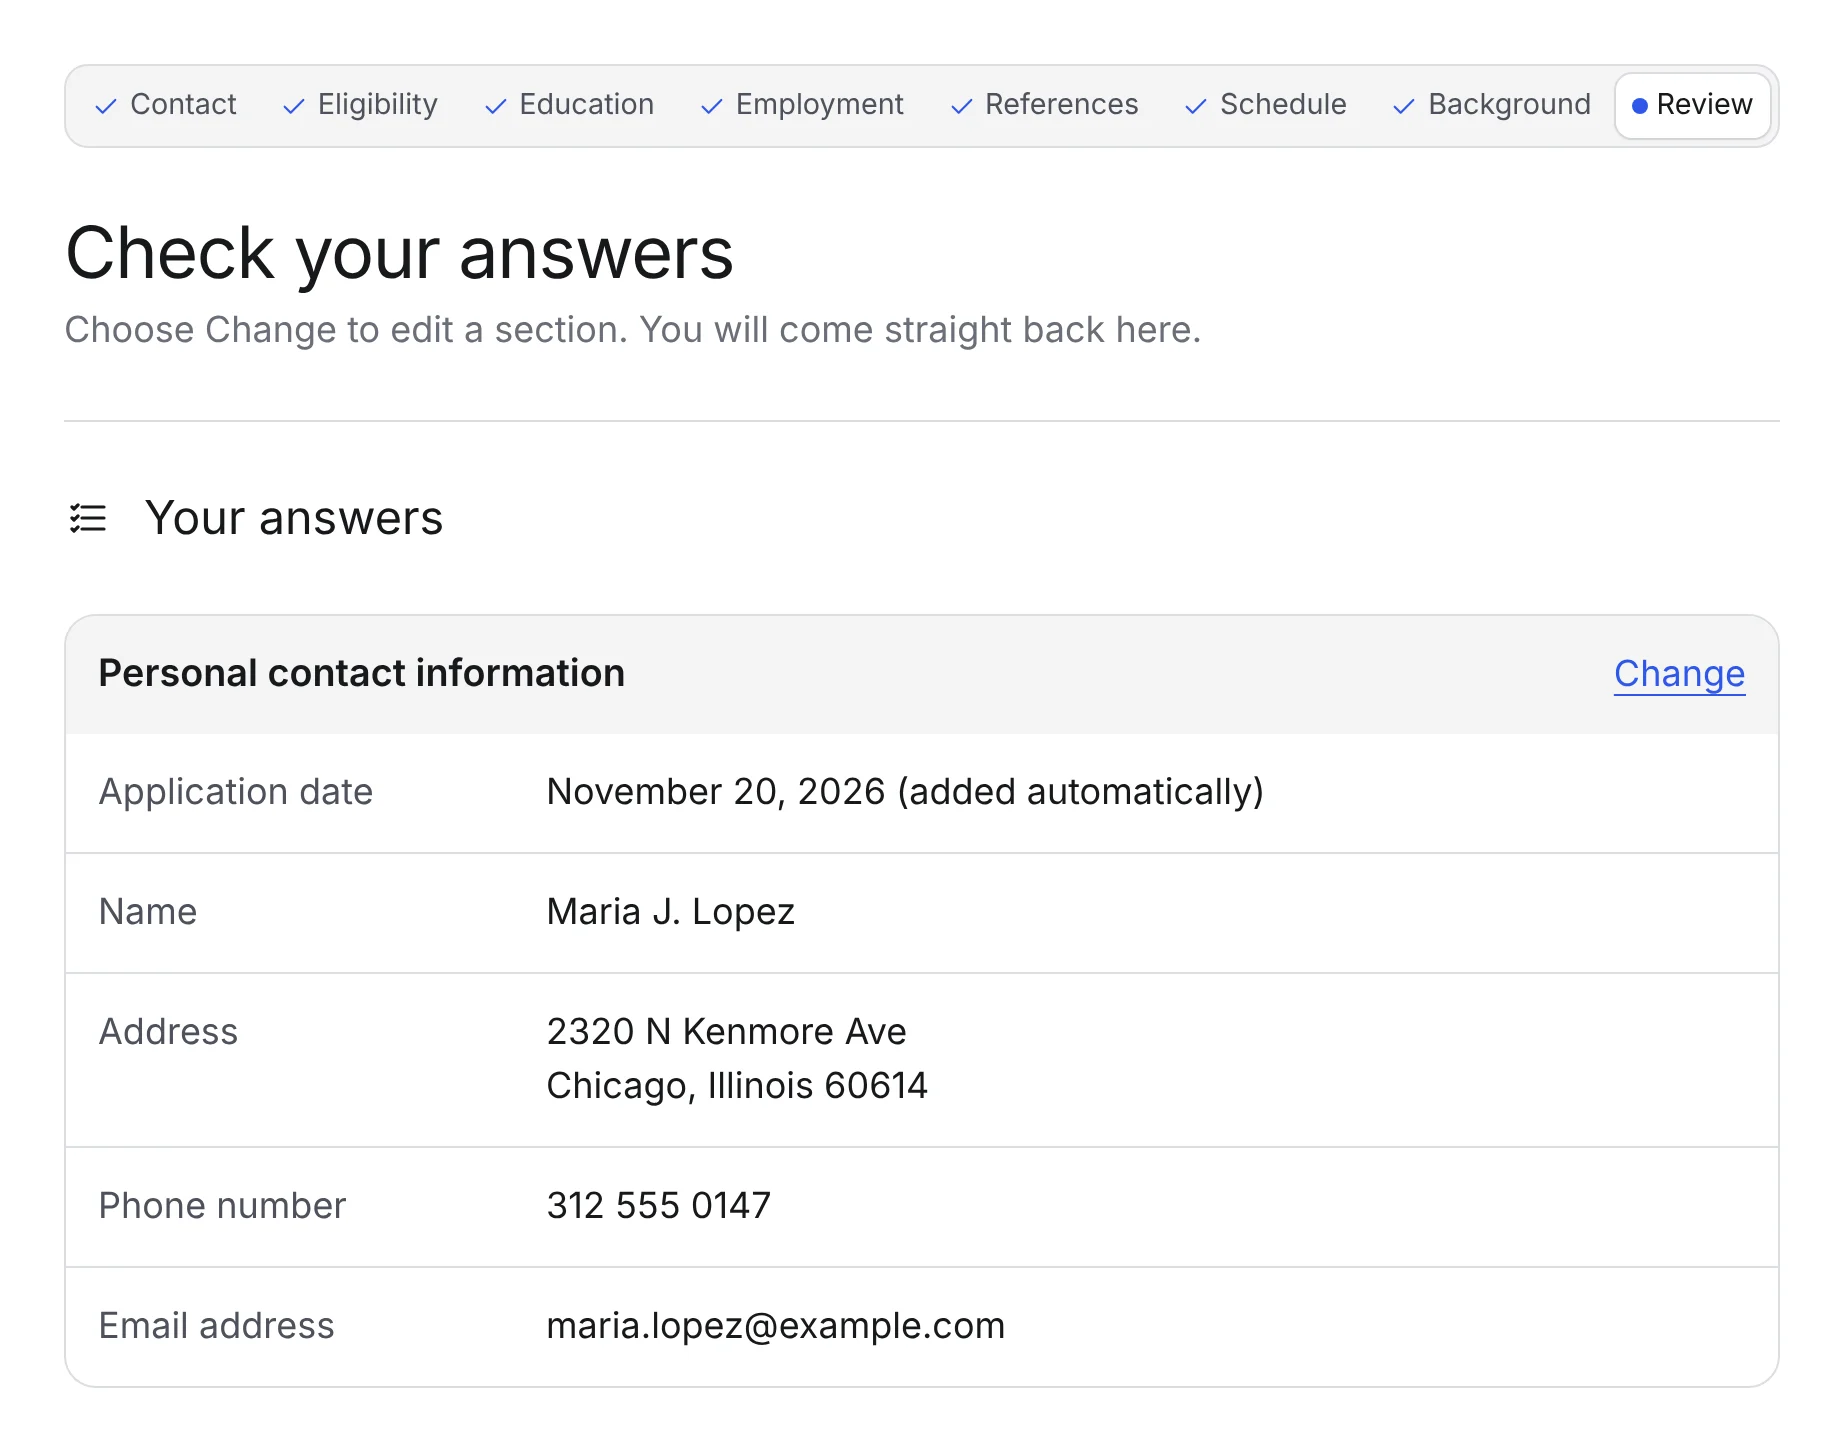 Contact Eligibility Education Employment References Schedule Background Review
Check your answers
Choose Change to edit a section. You will come straight back here.
Your answers
Personal contact information Change
Application date November 20, 2026 (added automatically)
Name Maria J. Lopez
Address 2320 N Kenmore Ave
Chicago, Illinois 60614
Phone number 312 555 0147
Email address maria.lopez@example.com